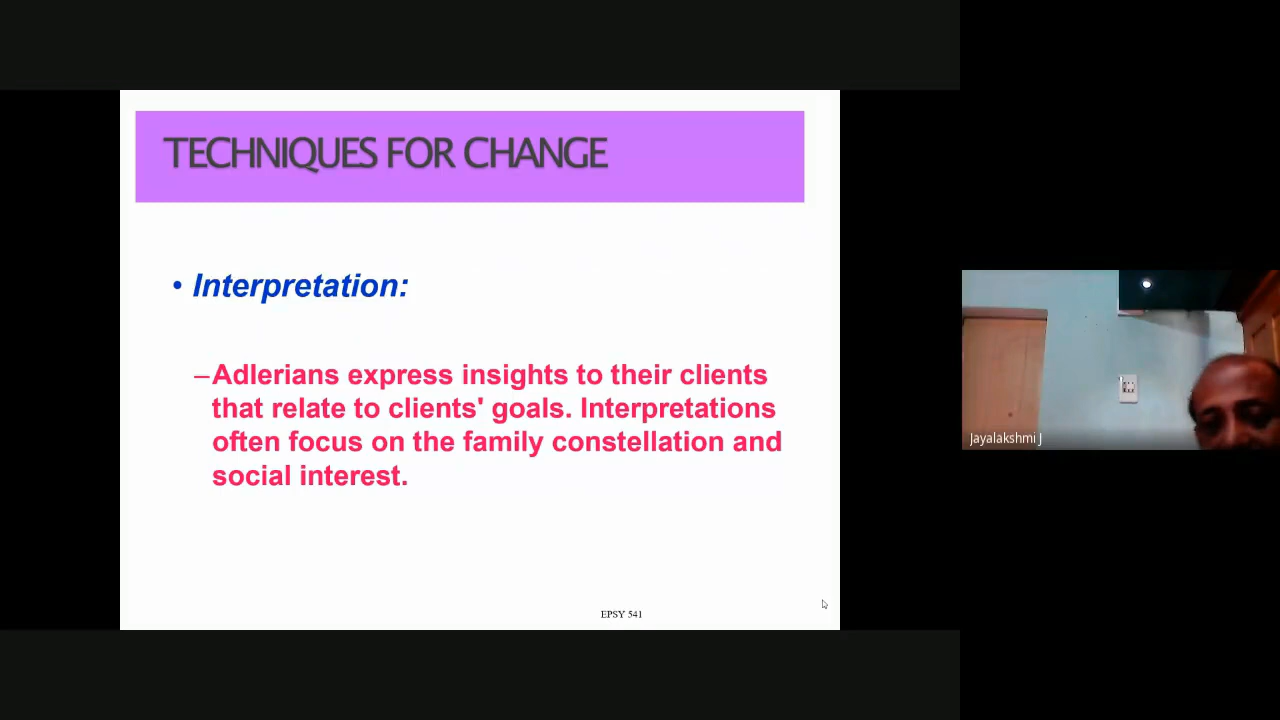 TECHNIQUES FOR CHANGE
• Interpretation:
–Adlerians express insights to their clients
that relate to clients' goals. Interpretations
often focus on the family constellation and
social interest.
EPSY 541
Jayalakshmi J